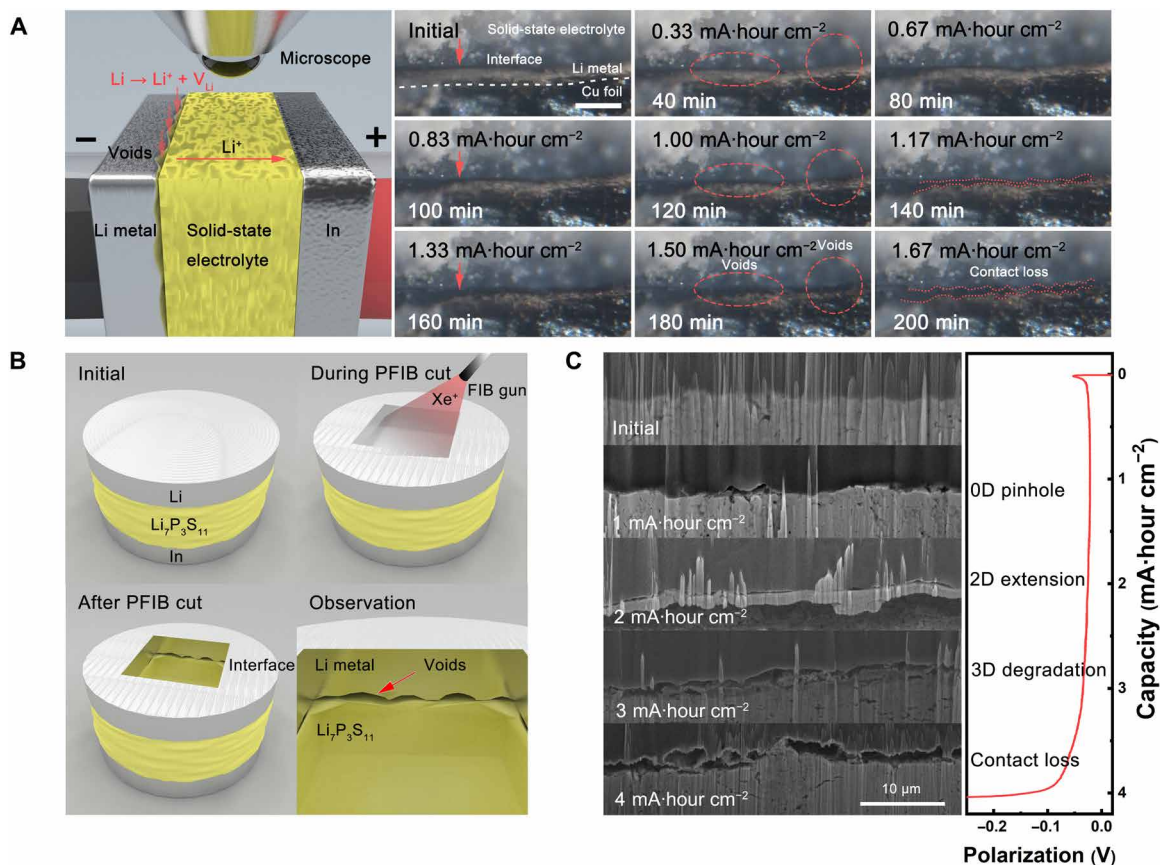 A
Microscope
Li → Li⁺ + V_Li
−
+
Voids
Li⁺
Li metal
Solid-state
electrolyte
In
Initial
Solid-state electrolyte
Interface
Li metal
Cu foil
0.33 mA·hour cm⁻²
40 min
0.67 mA·hour cm⁻²
80 min
0.83 mA·hour cm⁻²
100 min
1.00 mA·hour cm⁻²
120 min
1.17 mA·hour cm⁻²
140 min
1.33 mA·hour cm⁻²
160 min
1.50 mA·hour cm⁻²
Voids
Voids
180 min
1.67 mA·hour cm⁻²
Contact loss
200 min
B
Initial
Li
Li₇P₃S₁₁
In
During PFIB cut
Xe⁺
FIB gun
After PFIB cut
Interface
Observation
Li metal
Voids
Li₇P₃S₁₁
C
Initial
1 mA·hour cm⁻²
2 mA·hour cm⁻²
3 mA·hour cm⁻²
4 mA·hour cm⁻²
10 μm
0D pinhole
2D extension
3D degradation
Contact loss
0
1
2
3
4
Capacity (mA·hour cm⁻²)
−0.2
−0.1
0.0
Polarization (V)